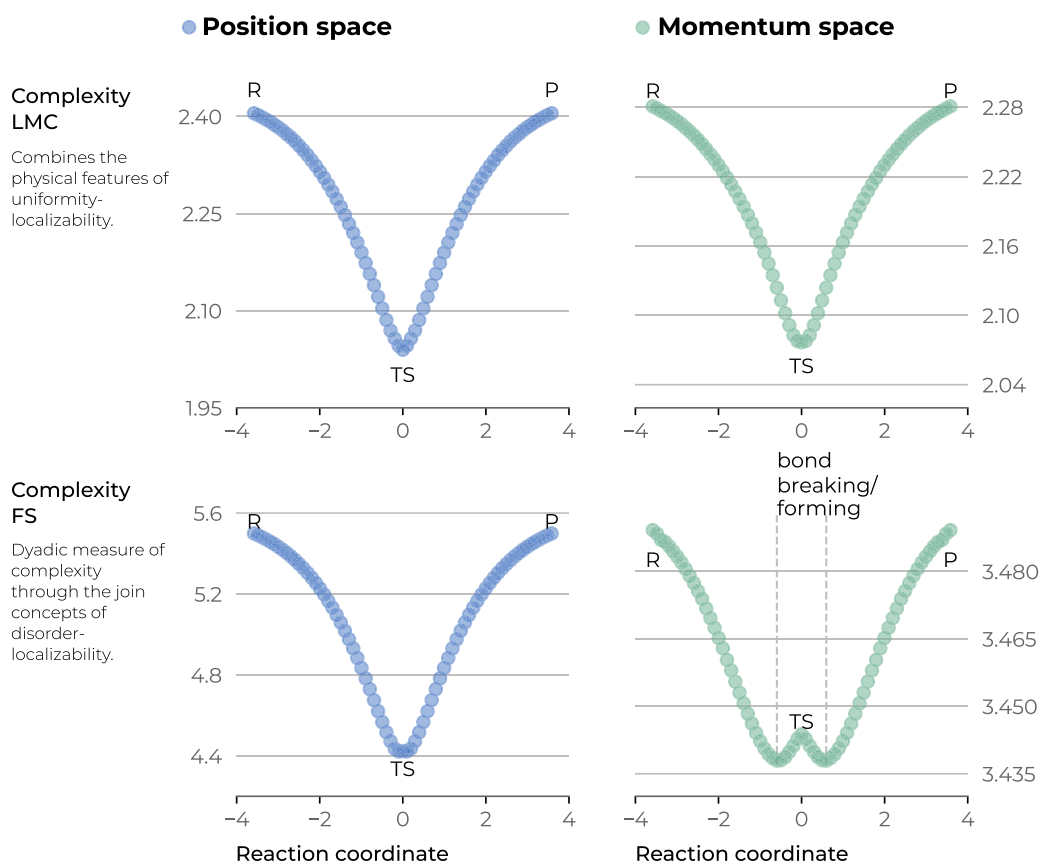 Position space
Momentum space
Complexity
LMC
Combines the
physical features of
uniformity-
localizability.
R
P
2.40
2.25
2.10
1.95
TS
−4
−2
0
2
4
R
P
2.28
2.22
2.16
2.10
2.04
TS
−4
−2
0
2
4
Complexity
FS
Dyadic measure of
complexity
through the join
concepts of
disorder-
localizability.
5.6
5.2
4.8
4.4
R
P
TS
−4
−2
0
2
4
Reaction coordinate
bond
breaking/
forming
R
P
3.480
3.465
3.450
3.435
TS
−4
−2
0
2
4
Reaction coordinate